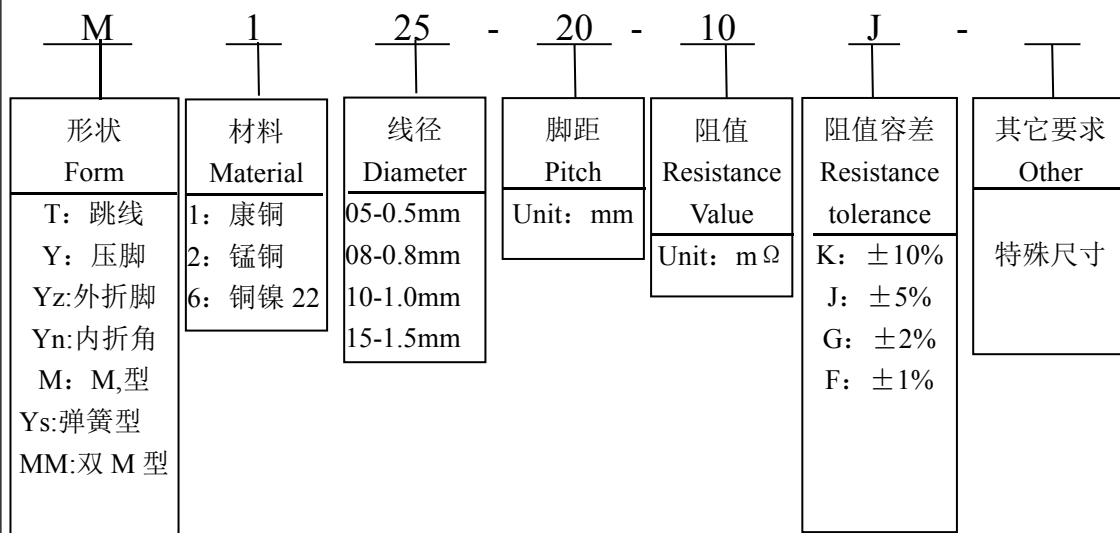 M 1 25 - 20 - 10 J -
形状
Form
T：跳线
Y：压脚
Yz:外折脚
Yn:内折角
M：M,型
Ys:弹簧型
MM:双 M 型
材料
Material
1：康铜
2：锰铜
6：铜镍 22
线径
Diameter
05-0.5mm
08-0.8mm
10-1.0mm
15-1.5mm
脚距
Pitch
Unit：mm
阻值
Resistance
Value
Unit：mΩ
阻值容差
Resistance
tolerance
K：±10%
J：±5%
G：±2%
F：±1%
其它要求
Other
特殊尺寸